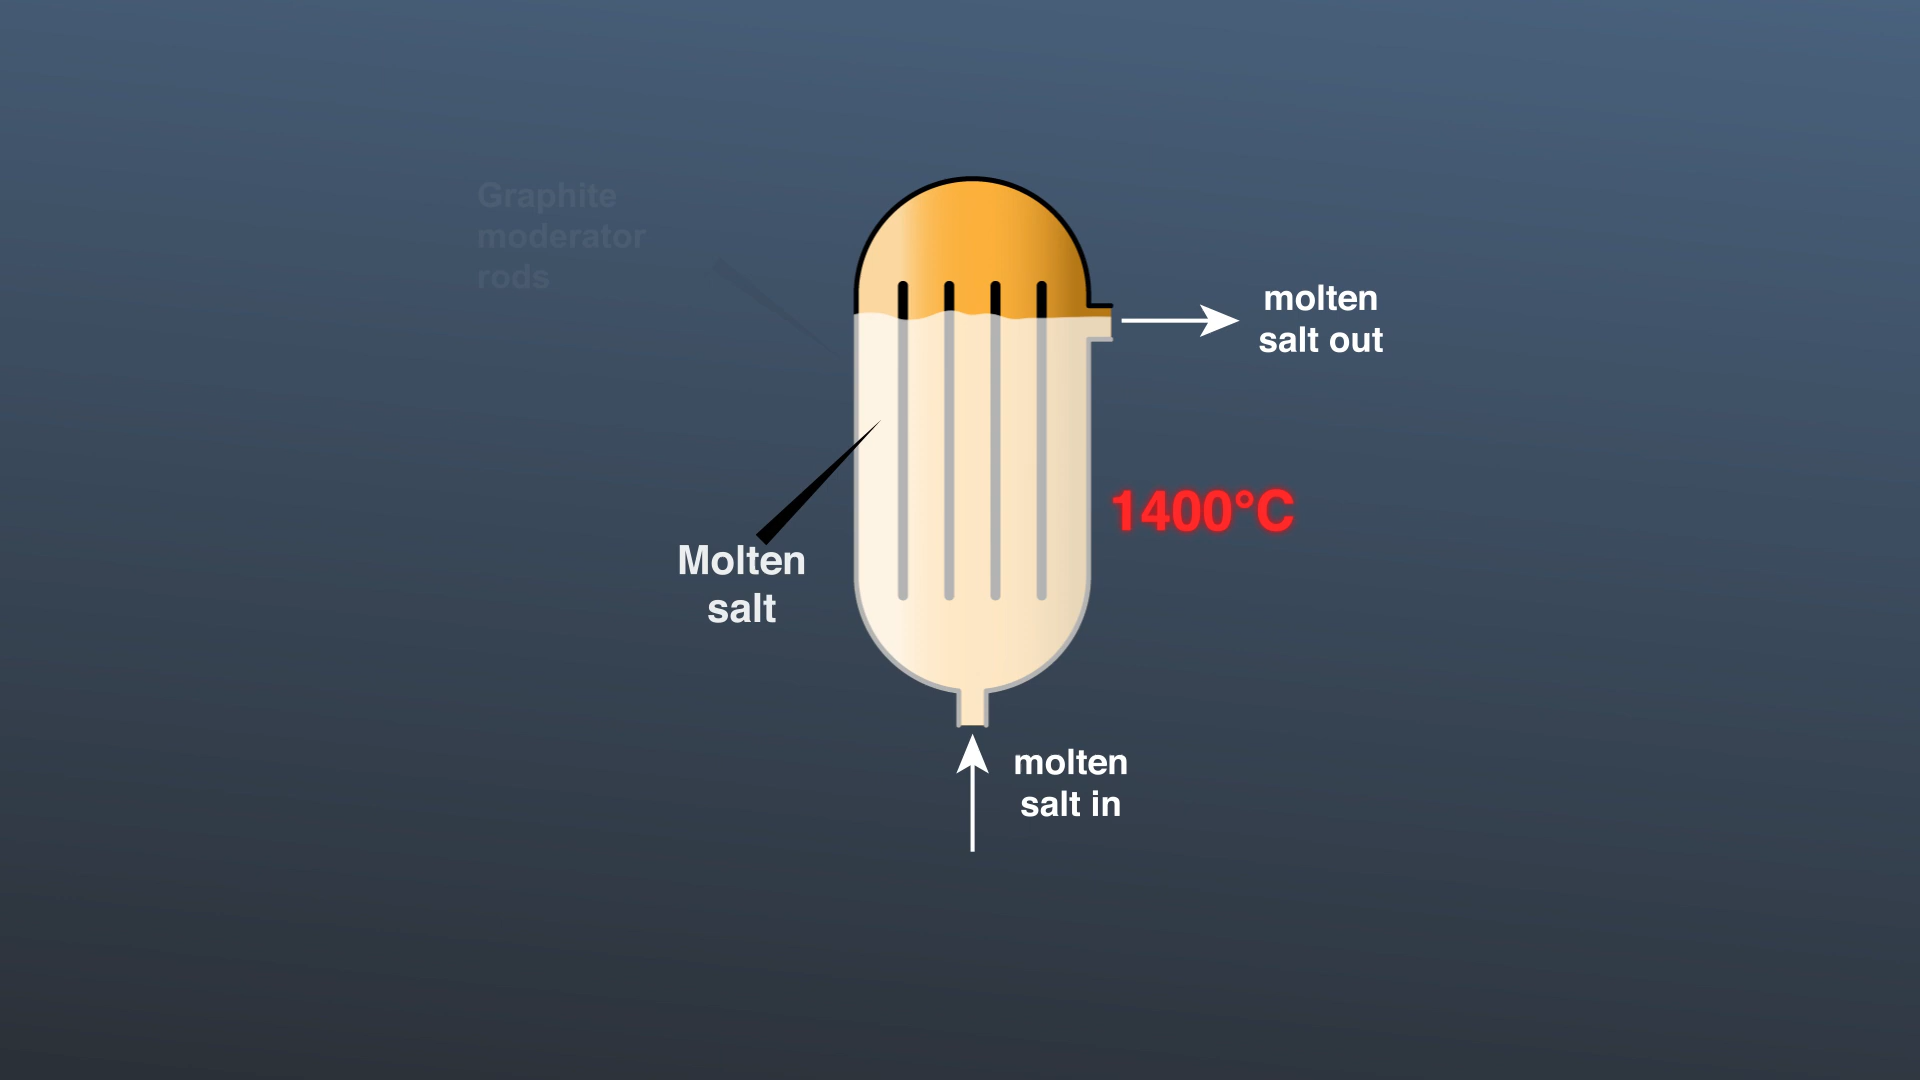 Graphite
moderator
rods
molten
salt out
1400°C
Molten
salt
molten
salt in